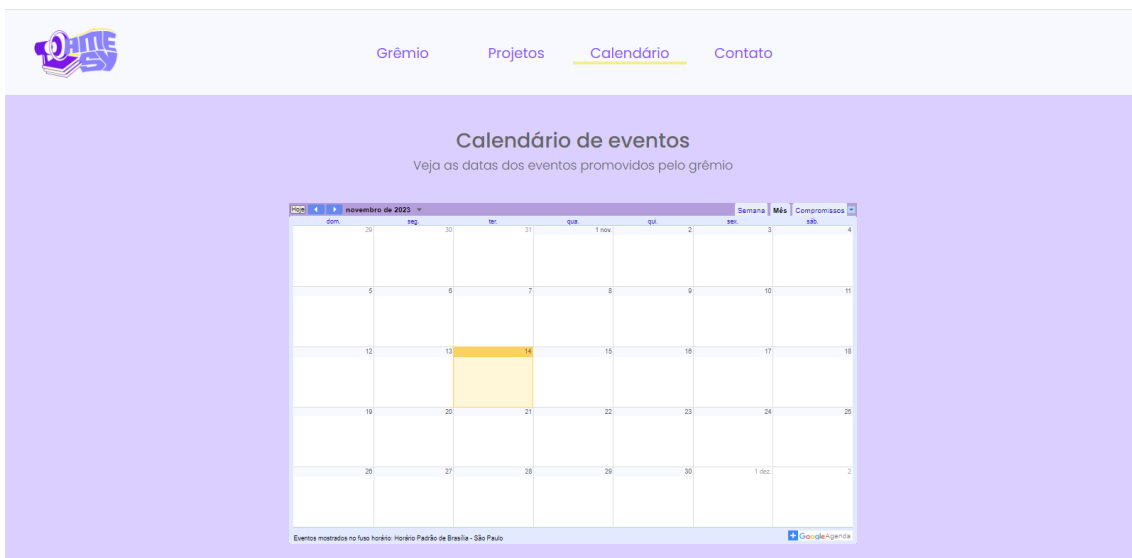 DAME
SY
Grêmio Projetos Calendário Contato
Calendário de eventos
Veja as datas dos eventos promovidos pelo grêmio
Hoje novembro de 2023 Semana Mês Compromissos
dom. seg. ter. qua. qui. sex. sáb.
29 30 31 1 nov. 2 3 4
5 6 7 8 9 10 11
12 13 14 15 16 17 18
19 20 21 22 23 24 25
26 27 28 29 30 1 dez. 2
Eventos mostrados no fuso horário: Horário Padrão de Brasília - São Paulo GoogleAgenda